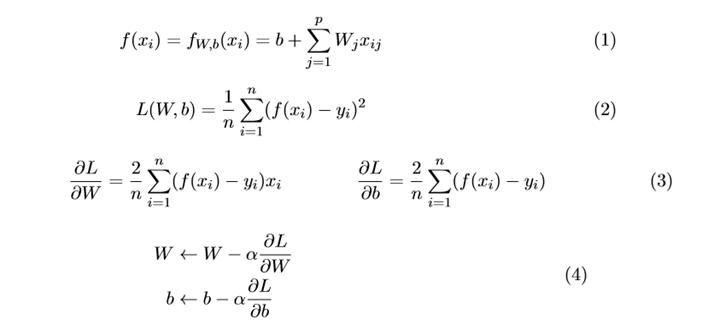 f(x_i) = f_{W,b}(x_i) = b + \sum_{j=1}^{p} W_j x_{ij} (1)
L(W, b) = \frac{1}{n} \sum_{i=1}^{n} (f(x_i) - y_i)^2 (2)
\frac{\partial L}{\partial W} = \frac{2}{n} \sum_{i=1}^{n} (f(x_i) - y_i) x_i \quad \frac{\partial L}{\partial b} = \frac{2}{n} \sum_{i=1}^{n} (f(x_i) - y_i) (3)
W \leftarrow W - \alpha \frac{\partial L}{\partial W}
b \leftarrow b - \alpha \frac{\partial L}{\partial b} (4)